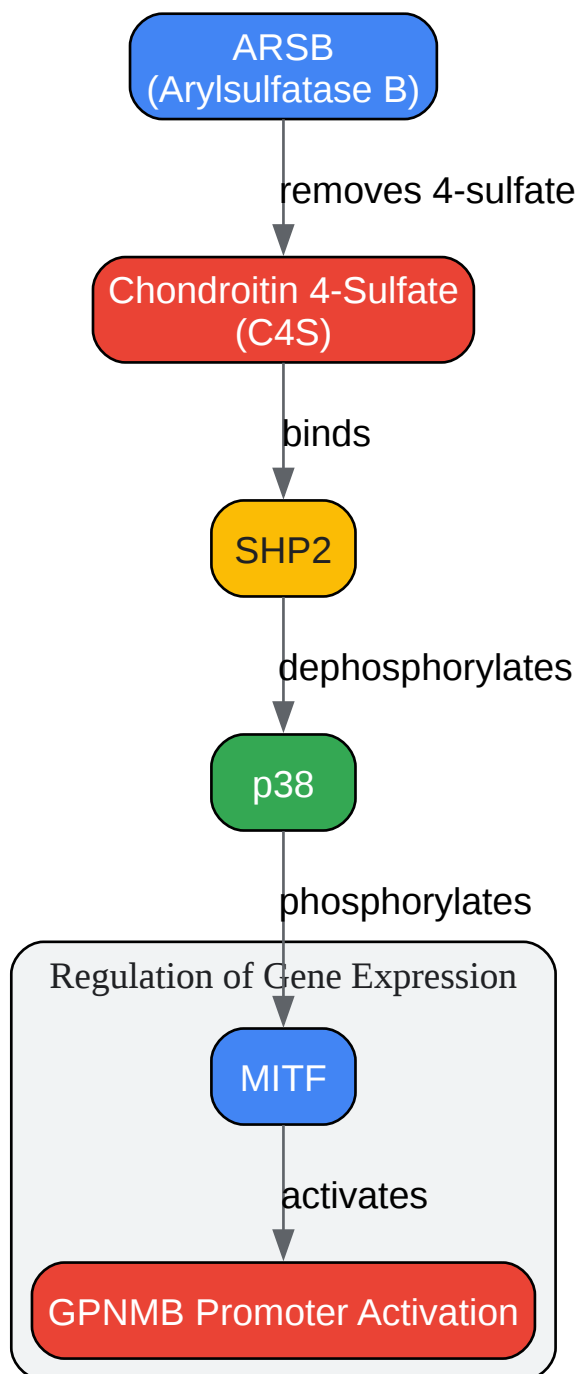 ARSB
(Arylsulfatase B)
removes 4-sulfate
Chondroitin 4-Sulfate
(C4S)
binds
SHP2
dephosphorylates
p38
phosphorylates
Regulation of Gene Expression
MITF
activates
GPNMB Promoter Activation